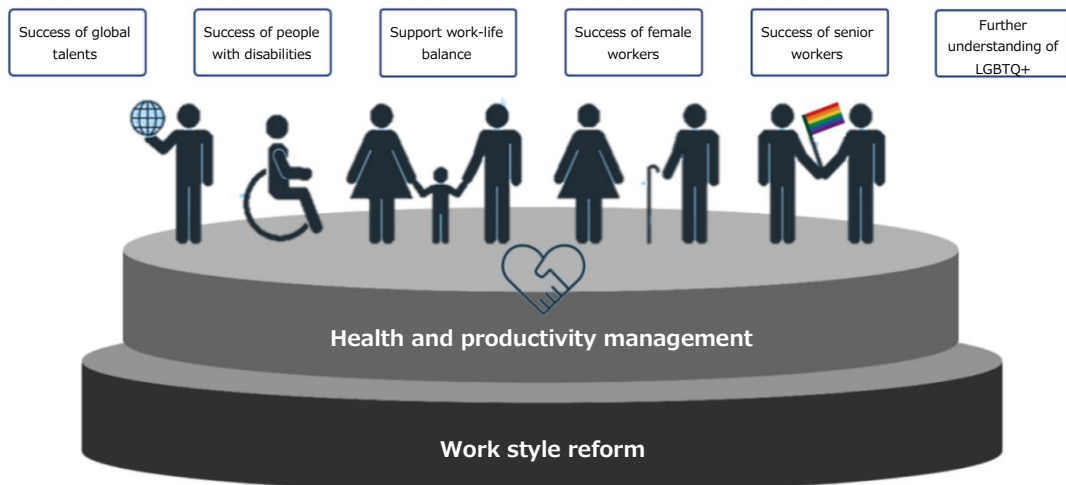 Success of global
talents
Success of people
with disabilities
Support work-life
balance
Success of female
workers
Success of senior
workers
Further
understanding of
LGBTQ+
Health and productivity management
Work style reform